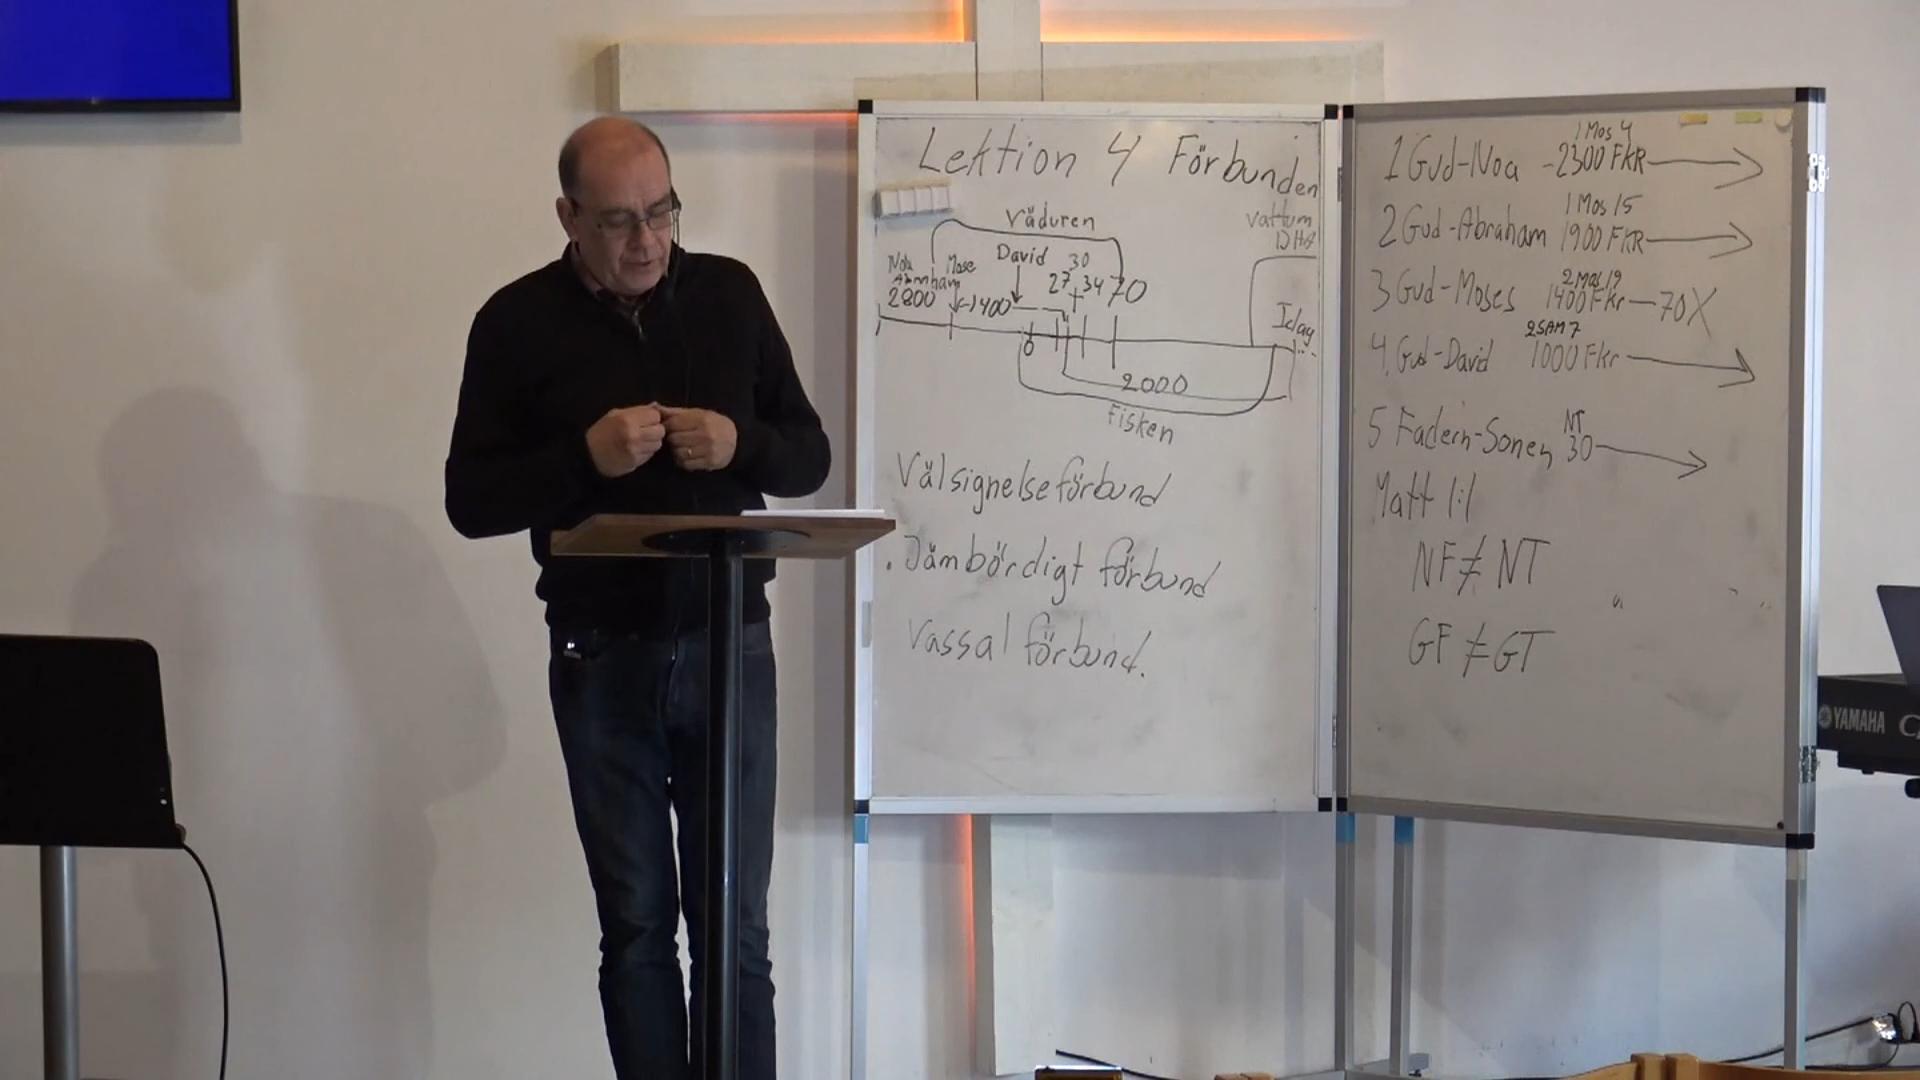 Lektion 4 Förbunden
Väduren
vattum
David
30
Noa
Mose
Abraham
27 34 70
1400
Idag
0
2000
Fisken
Välsignelseförbund
. Jämbördigt förbund
Vassal förbund.
1 Mos 4
1 Gud-Noa -2300 FKR
1 Mos 15
2 Gud-Abraham 1900 FKR
2 Mos 19
3 Gud-Moses 1400 Fkr-70X
2 SAM 7
4. Gud-David 1000 Fkr
NT
5 Fadern-Sonen 30
Matt 1:1
NF ≠ NT
GF ≠ GT
YAMAHA